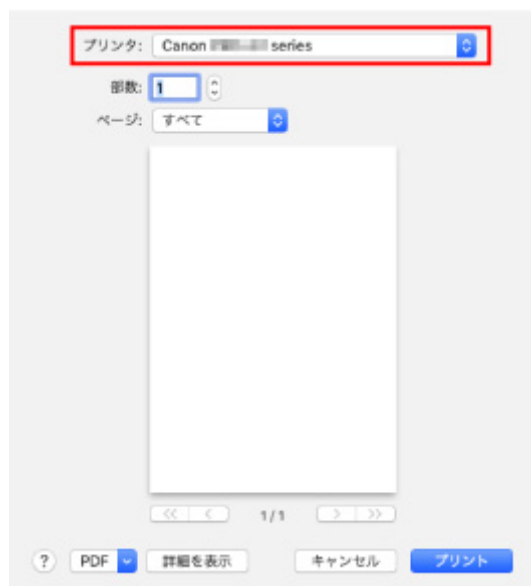 プリンタ: Canon series
部数: 1
ページ: すべて
<< < 1/1 > >>
? PDF 詳細を表示 キャンセル プリント